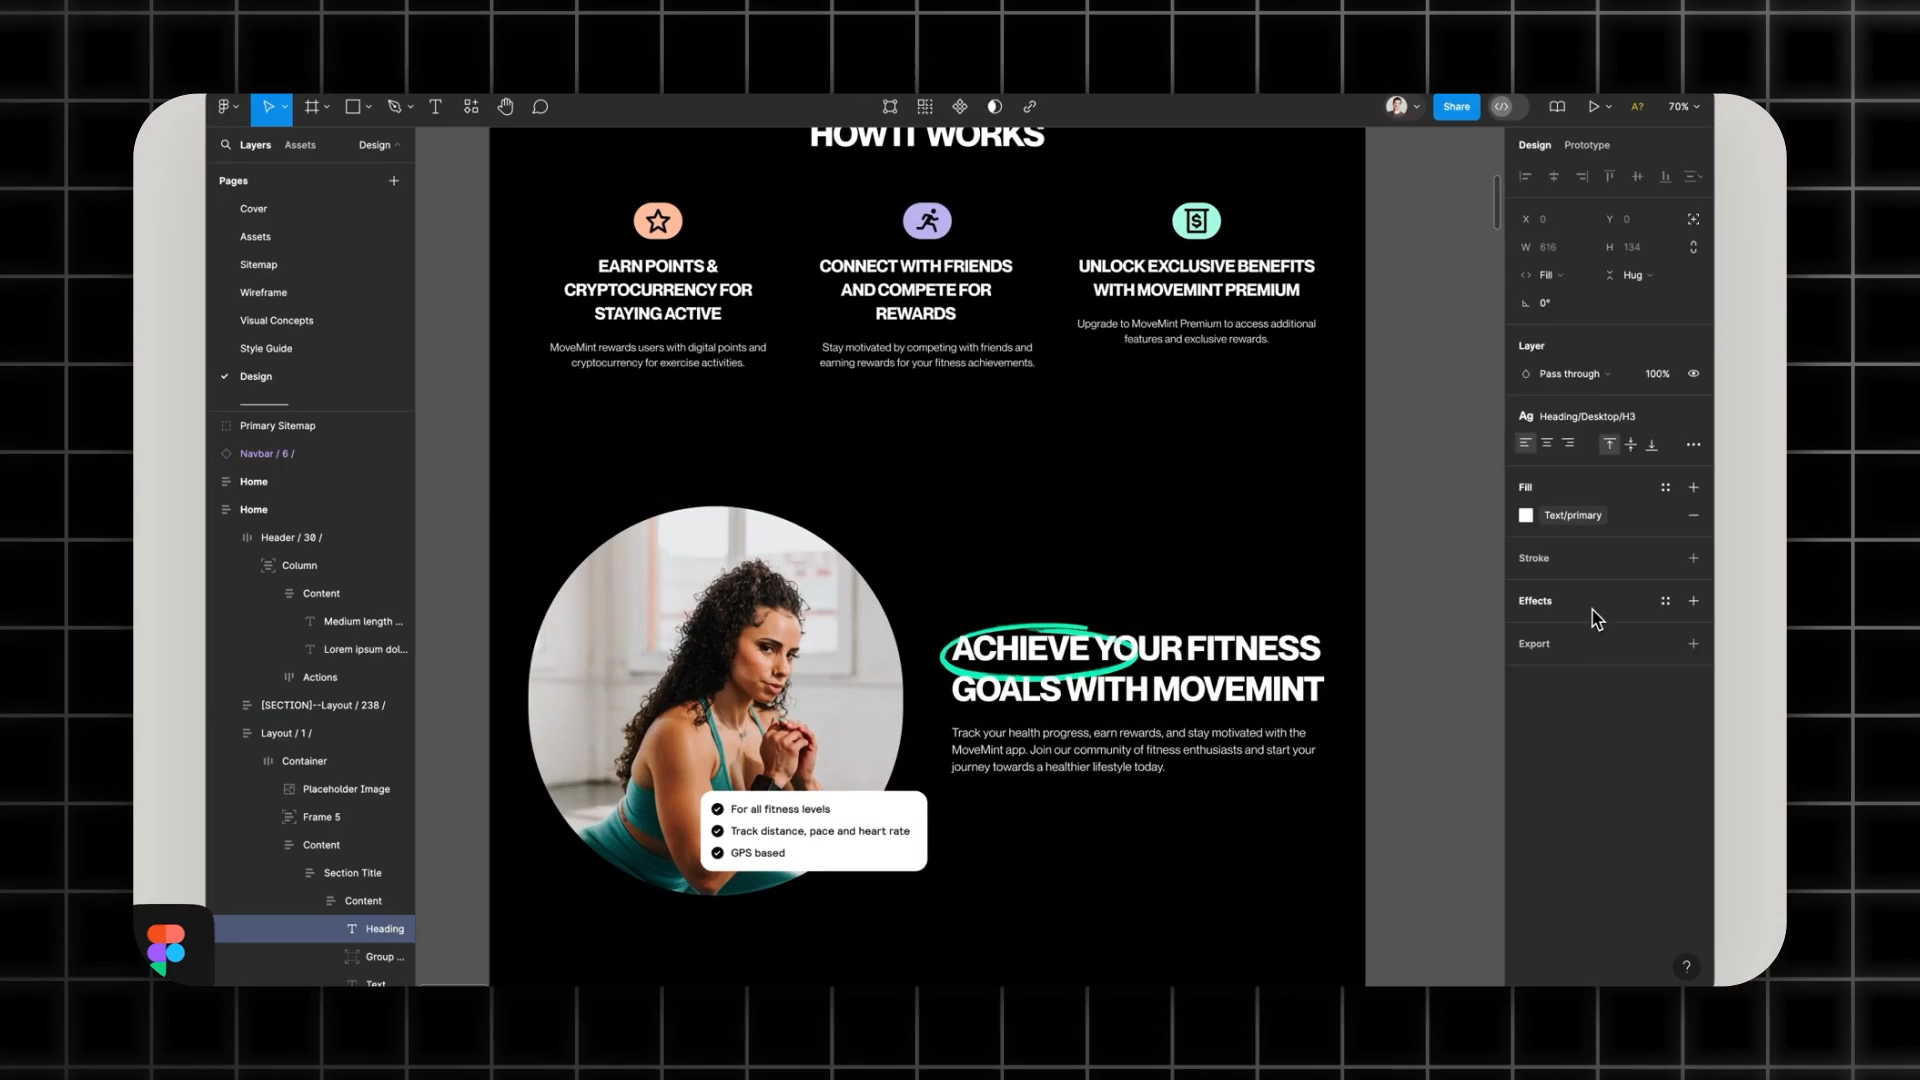 Share
A?
70%
Layers
Assets
Design
Pages
Cover
Assets
Sitemap
Wireframe
Visual Concepts
Style Guide
Design
Primary Sitemap
Navbar / 6 /
Home
Home
Header / 30 /
Column
Content
Medium length ...
Lorem ipsum dol...
Actions
[SECTION]--Layout / 238 /
Layout / 1 /
Container
Placeholder Image
Frame 5
Content
Section Title
Content
Heading
Group ...
Text
HOW IT WORKS
EARN POINTS &
CRYPTOCURRENCY FOR
STAYING ACTIVE
MoveMint rewards users with digital points and
cryptocurrency for exercise activities.
CONNECT WITH FRIENDS
AND COMPETE FOR
REWARDS
Stay motivated by competing with friends and
earning rewards for your fitness achievements.
UNLOCK EXCLUSIVE BENEFITS
WITH MOVEMINT PREMIUM
Upgrade to MoveMint Premium to access additional
features and exclusive rewards.
ACHIEVE YOUR FITNESS
GOALS WITH MOVEMINT
Track your health progress, earn rewards, and stay motivated with the
MoveMint app. Join our community of fitness enthusiasts and start your
journey towards a healthier lifestyle today.
For all fitness levels
Track distance, pace and heart rate
GPS based
Design
Prototype
X 0
Y 0
W 616
H 134
Fill
Hug
0°
Layer
Pass through
100%
Ag Heading/Desktop/H3
Fill
Text/primary
Stroke
Effects
Export
?